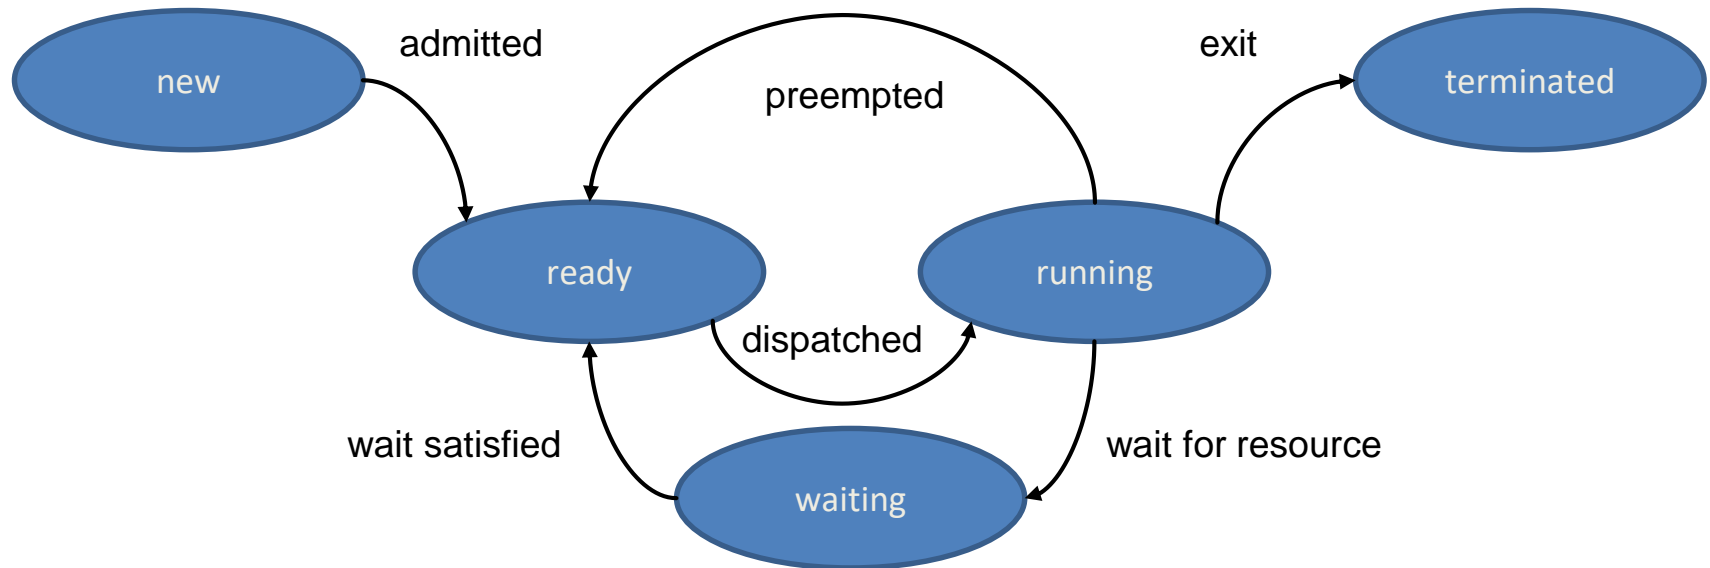 admitted
exit
new
terminated
preempted
ready
running
dispatched
wait satisfied
wait for resource
waiting